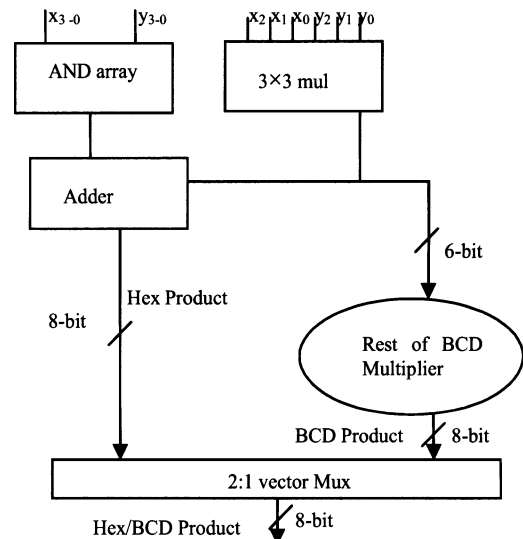 x3-0 y3-0 x2 x1 x0 y2 y1 y0
AND array
3×3 mul
Adder
6-bit
Hex Product
8-bit
Rest of BCD
Multiplier
BCD Product 8-bit
2:1 vector Mux
8-bit
Hex/BCD Product